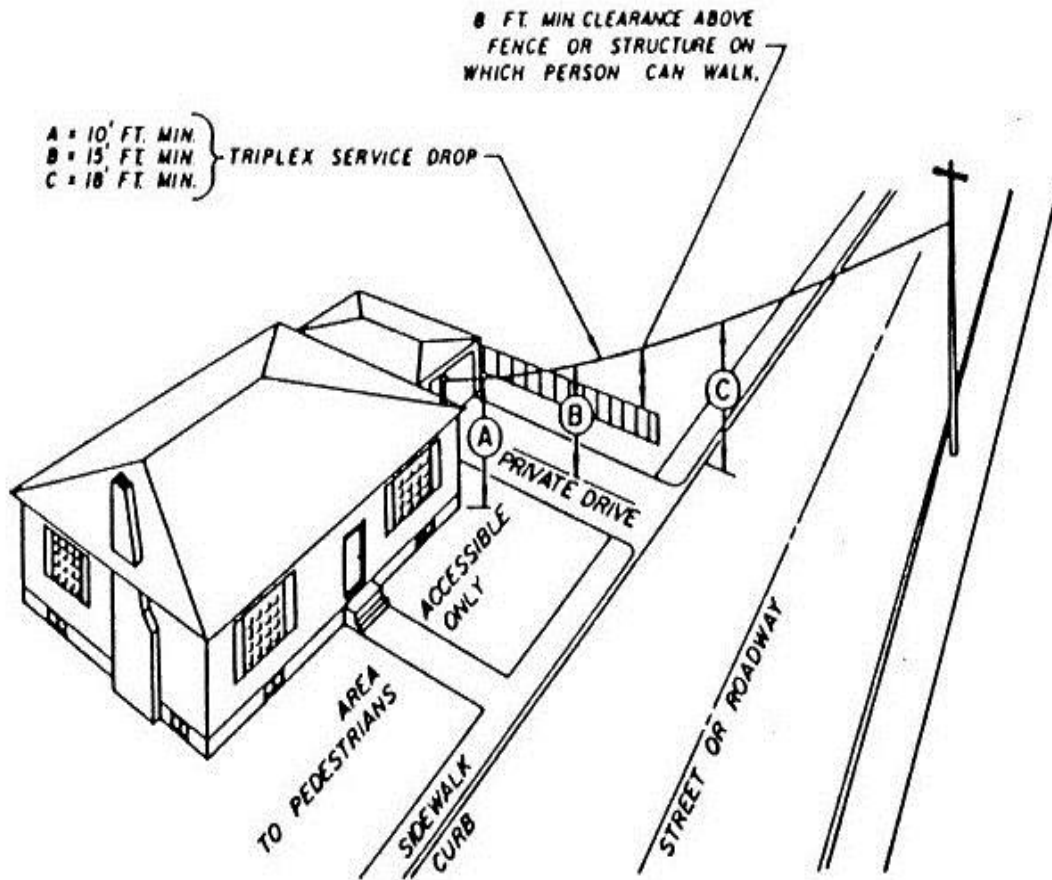 8 FT. MIN. CLEARANCE ABOVE
FENCE OR STRUCTURE ON
WHICH PERSON CAN WALK.
A = 10' FT. MIN.
B = 15' FT. MIN.
C = 18' FT. MIN.
TRIPLEX SERVICE DROP
A
B
C
PRIVATE DRIVE
ACCESSIBLE
ONLY
AREA
TO PEDESTRIANS
SIDEWALK
CURB
STREET OR ROADWAY